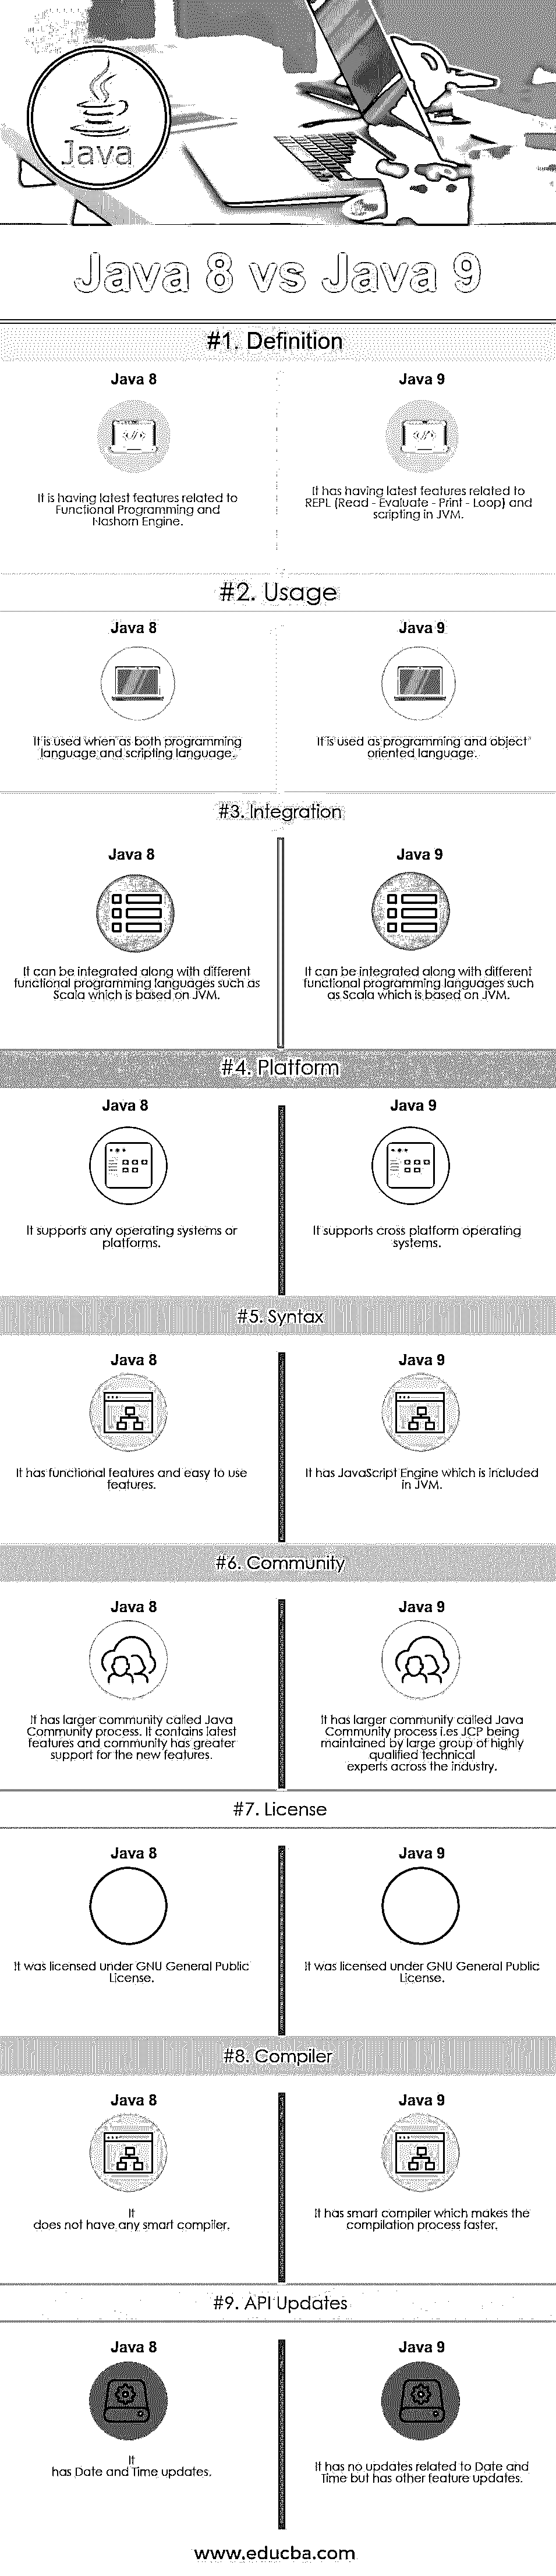 Java
Java 8 vs Java 9
#1. Definition
Java 8
It is having latest features related to
Functional Programming and
Nashorn Engine.
Java 9
It has having latest features related to
REPL (Read - Evaluate - Print - Loop) and
scripting in JVM.
#2. Usage
Java 8
It is used when as both programming
language and scripting language.
Java 9
It is used as programming and object
oriented language.
#3. Integration
Java 8
It can be integrated along with different
functional programming languages such as
Scala which is based on JVM.
Java 9
It can be integrated along with different
functional programming languages such
as Scala which is based on JVM.
#4. Platform
Java 8
It supports any operating systems or
platforms.
Java 9
It supports cross platform operating
systems.
#5. Syntax
Java 8
It has functional features and easy to use
features.
Java 9
It has JavaScript Engine which is included
in JVM.
#6. Community
Java 8
It has larger community called Java
Community process. It contains latest
features and community has greater
support for the new features.
Java 9
It has larger community called Java
Community process i.es JCP being
maintained by large group of highly
qualified technical
experts across the industry.
#7. License
Java 8
It was licensed under GNU General Public
License.
Java 9
It was licensed under GNU General Public
License.
#8. Compiler
Java 8
It
does not have any smart compiler.
Java 9
It has smart compiler which makes the
compilation process faster.
#9. API Updates
Java 8
It
has Date and Time updates.
Java 9
It has no updates related to Date and
Time but has other feature updates.
www.educba.com